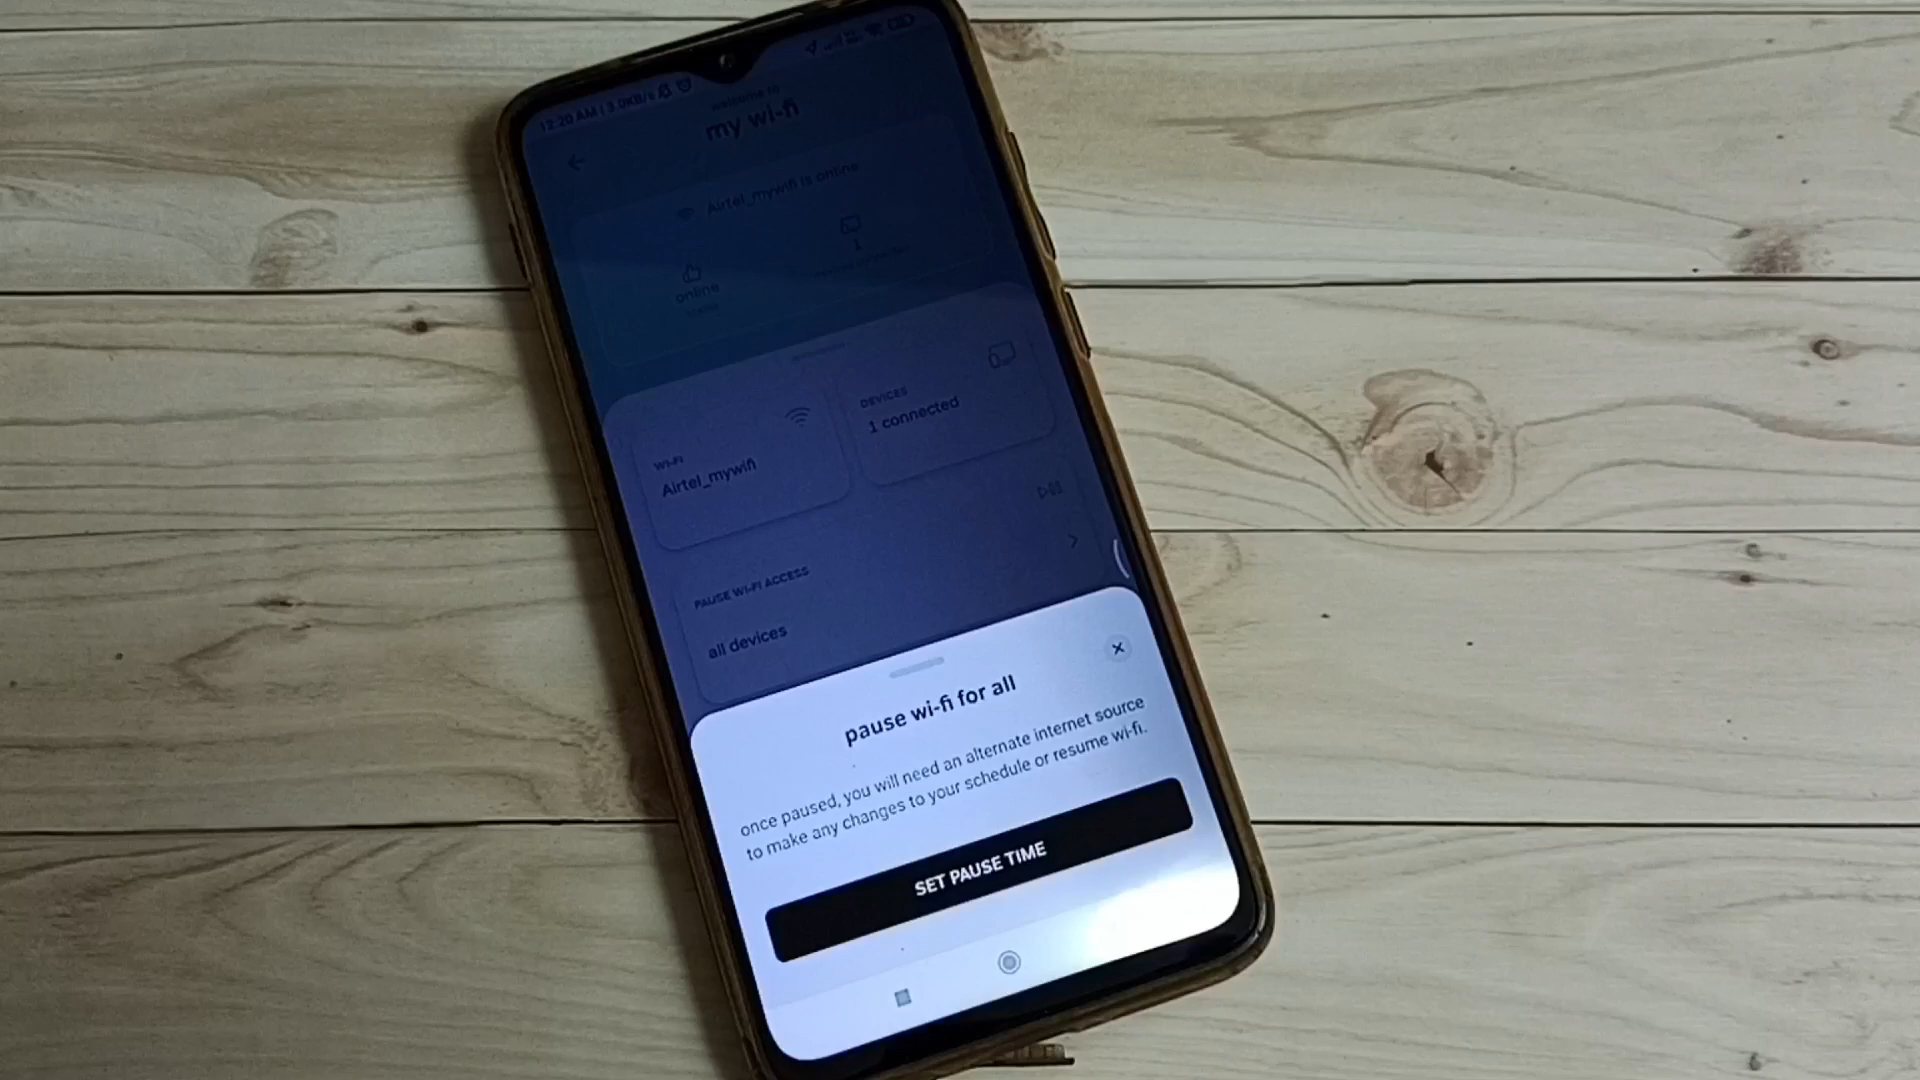 12:20 AM | 3.0KB/s
welcome to
my wi-fi
Airtel_mywifi is online
1
online
WI-FI
Airtel_mywifi
DEVICES
1 connected
PAUSE WI-FI ACCESS
all devices
pause wi-fi for all
once paused, you will need an alternate internet source
to make any changes to your schedule or resume wi-fi.
SET PAUSE TIME